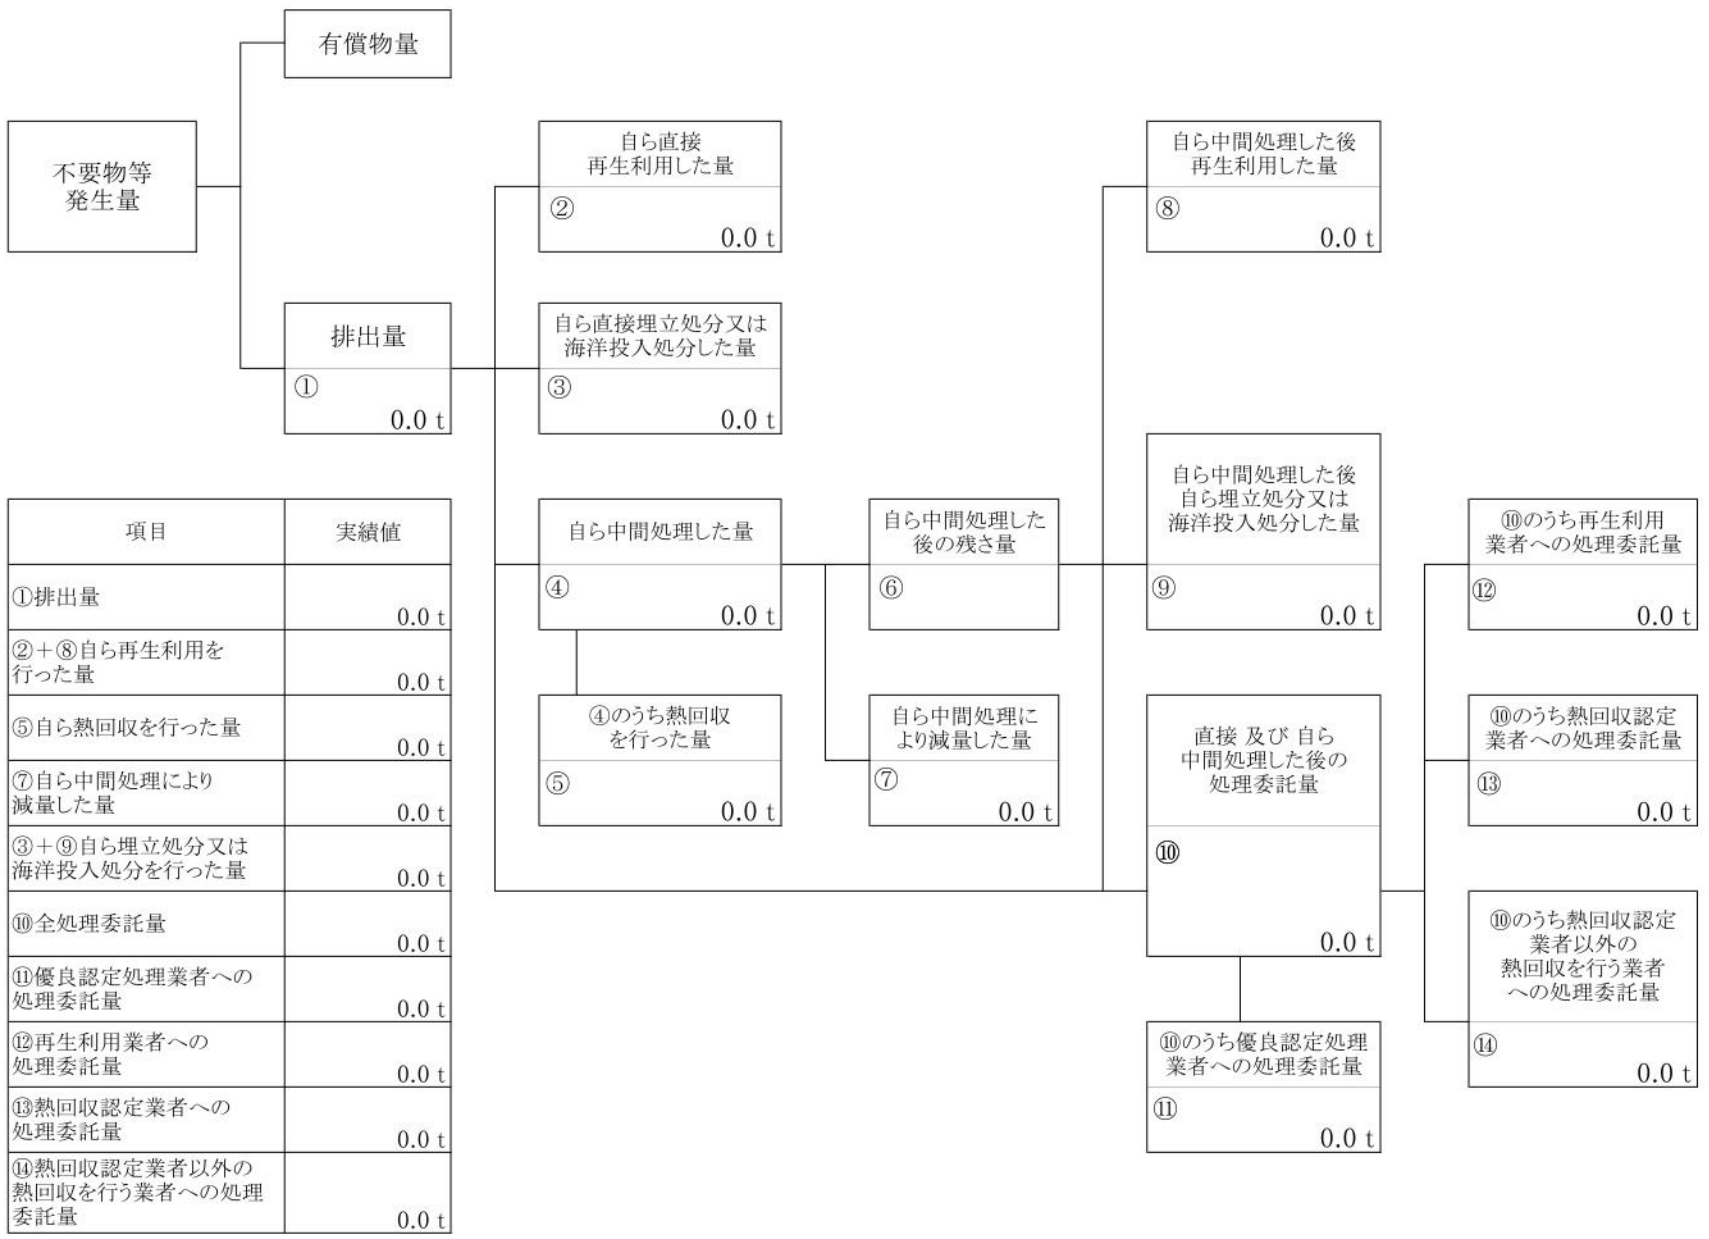 有償物量
不要物等
発生量
排出量
①
0.0 t
自ら直接
再生利用した量
②
0.0 t
自ら直接埋立処分又は
海洋投入処分した量
③
0.0 t
自ら中間処理した量
④
0.0 t
④のうち熱回収
を行った量
⑤
0.0 t
自ら中間処理した
後の残さ量
⑥
自ら中間処理に
より減量した量
⑦
0.0 t
自ら中間処理した後
再生利用した量
⑧
0.0 t
自ら中間処理した後
自ら埋立処分又は
海洋投入処分した量
⑨
0.0 t
直接 及び 自ら
中間処理した後の
処理委託量
⑩
0.0 t
⑩のうち優良認定処理
業者への処理委託量
⑪
0.0 t
⑩のうち再生利用
業者への処理委託量
⑫
0.0 t
⑩のうち熱回収認定
業者への処理委託量
⑬
0.0 t
⑩のうち熱回収認定
業者以外の
熱回収を行う業者
への処理委託量
⑭
0.0 t
項目 実績値
①排出量
0.0 t
②＋⑧自ら再生利用を
行った量
0.0 t
⑤自ら熱回収を行った量
0.0 t
⑦自ら中間処理により
減量した量
0.0 t
③＋⑨自ら埋立処分又は
海洋投入処分を行った量
0.0 t
⑩全処理委託量
0.0 t
⑪優良認定処理業者への
処理委託量
0.0 t
⑫再生利用業者への
処理委託量
0.0 t
⑬熱回収認定業者への
処理委託量
0.0 t
⑭熱回収認定業者以外の
熱回収を行う業者への処理
委託量
0.0 t